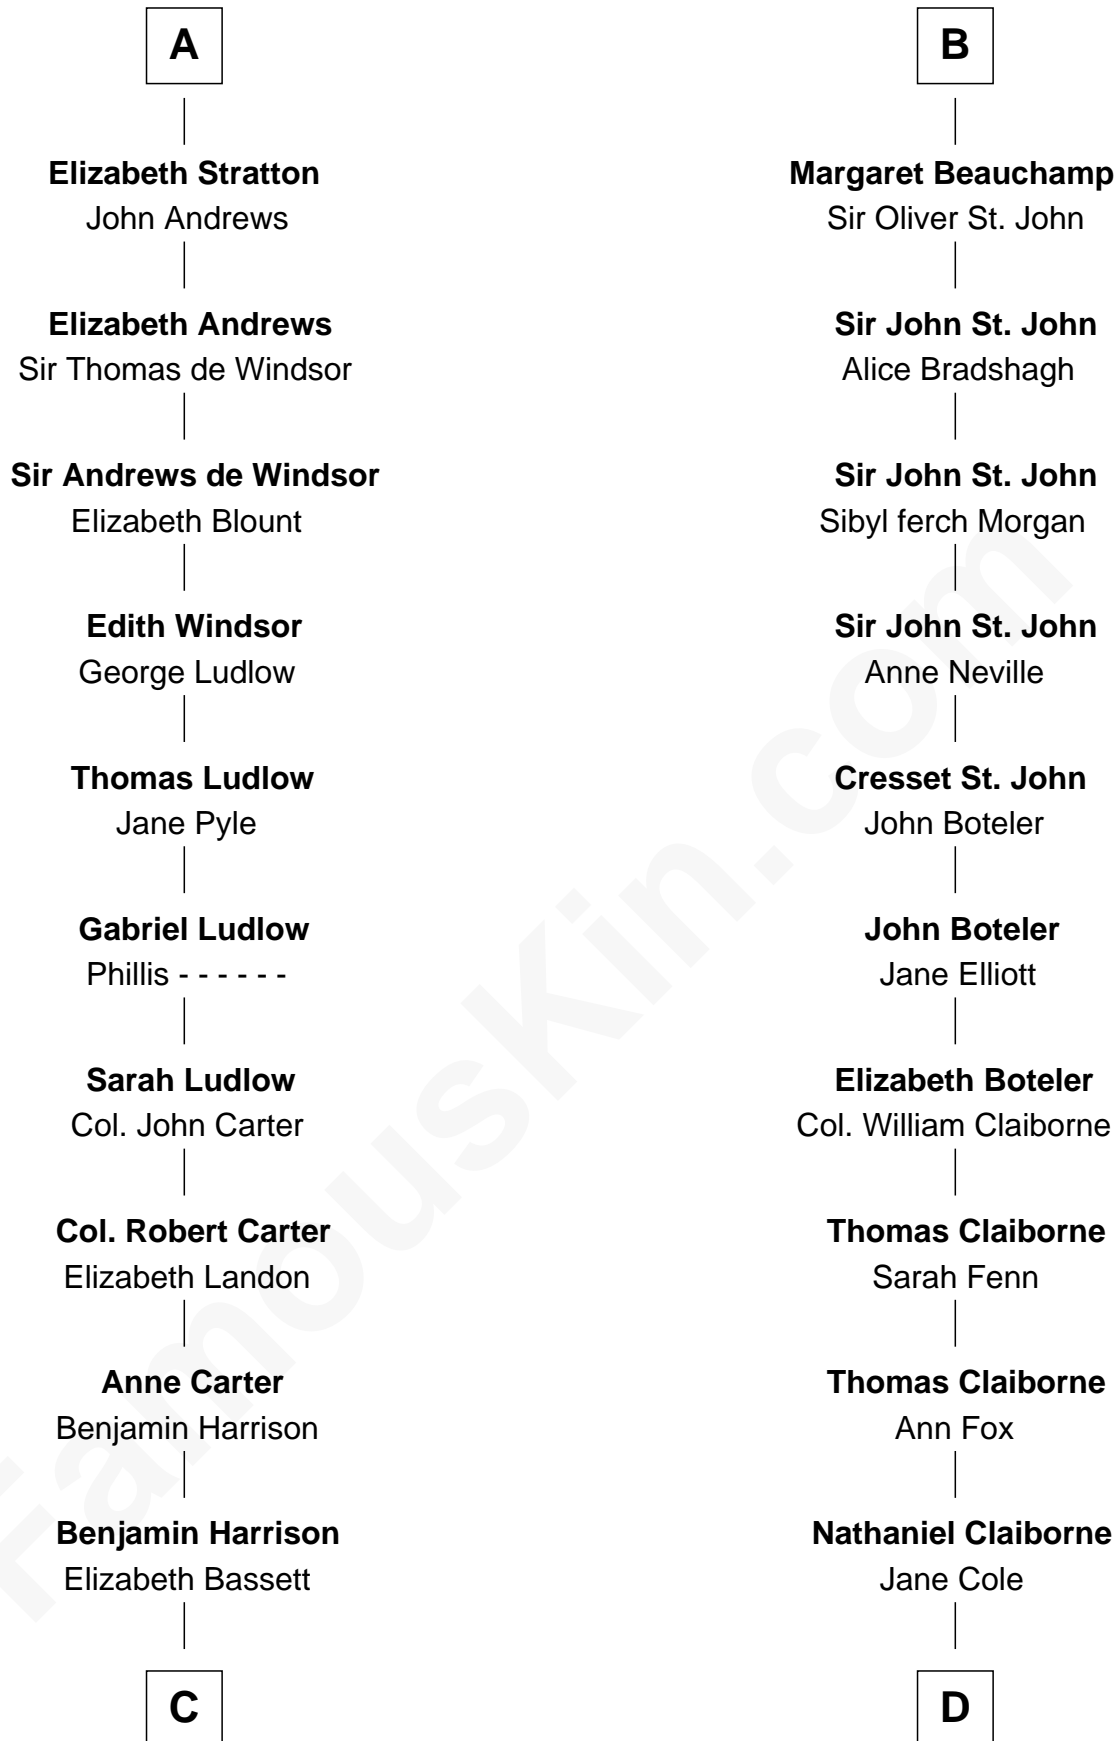 A
Elizabeth Stratton
John Andrews
Elizabeth Andrews
Sir Thomas de Windsor
Sir Andrews de Windsor
Elizabeth Blount
Edith Windsor
George Ludlow
Thomas Ludlow
Jane Pyle
Gabriel Ludlow
Phillis - - - - - -
Sarah Ludlow
Col. John Carter
Col. Robert Carter
Elizabeth Landon
Anne Carter
Benjamin Harrison
Benjamin Harrison
Elizabeth Bassett
C
B
Margaret Beauchamp
Sir Oliver St. John
Sir John St. John
Alice Bradshagh
Sir John St. John
Sibyl ferch Morgan
Sir John St. John
Anne Neville
Cresset St. John
John Boteler
John Boteler
Jane Elliott
Elizabeth Boteler
Col. William Claiborne
Thomas Claiborne
Sarah Fenn
Thomas Claiborne
Ann Fox
Nathaniel Claiborne
Jane Cole
D
FamousKin.com